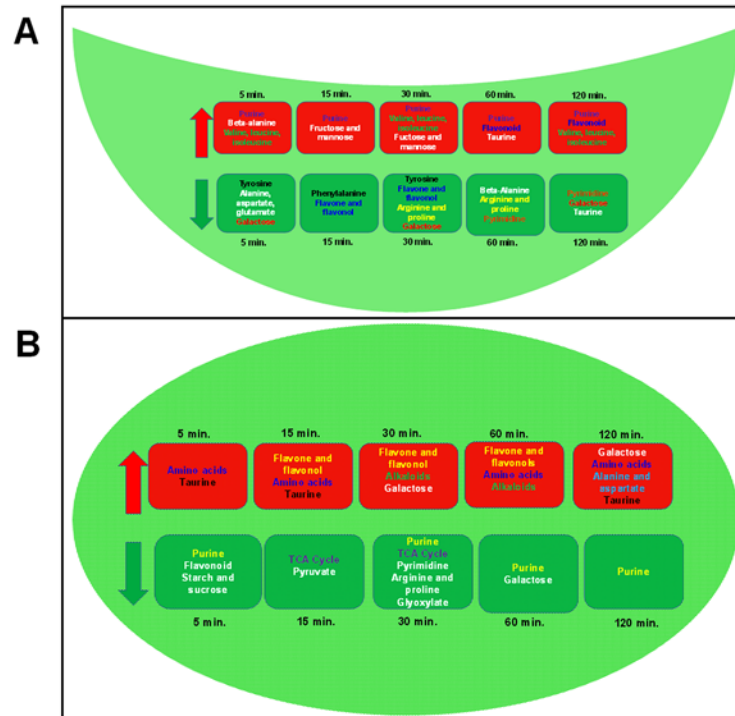 A
5 min. 15 min. 30 min. 60 min. 120 min.
Purine
Beta-alanine
Valine, leucine,
isoleucine
Purine
Fructose and
mannose
Purine
Valine, leucine,
isoleucine
Fuctose and
mannose
Purine
Flavonoid
Taurine
Purine
Flavonoid
Valine, leucine,
isoleucine
Tyrosine
Alanine,
aspartate,
glutamate
Galactose
Phenylalanine
Flavone and
flavonol
Tyrosine
Flavone and
flavonol
Arginine and
proline
Galactose
Beta-Alanine
Arginine and
proline
Pyrimidine
Pyrimidine
Galactose
Taurine
5 min. 15 min. 30 min. 60 min. 120 min.
B
5 min. 15 min. 30 min. 60 min. 120 min.
Amino acids
Taurine
Flavone and
flavonol
Amino acids
Taurine
Flavone and
flavonol
Alkaloids
Galactose
Flavone and
flavonols
Amino acids
Alkaloids
Galactose
Amino acids
Alanine and
aspartate
Taurine
Purine
Flavonoid
Starch and
sucrose
TCA Cycle
Pyruvate
Purine
TCA Cycle
Pyrimidine
Arginine and
proline
Glyoxylate
Purine
Galactose
Purine
5 min. 15 min. 30 min. 60 min. 120 min.